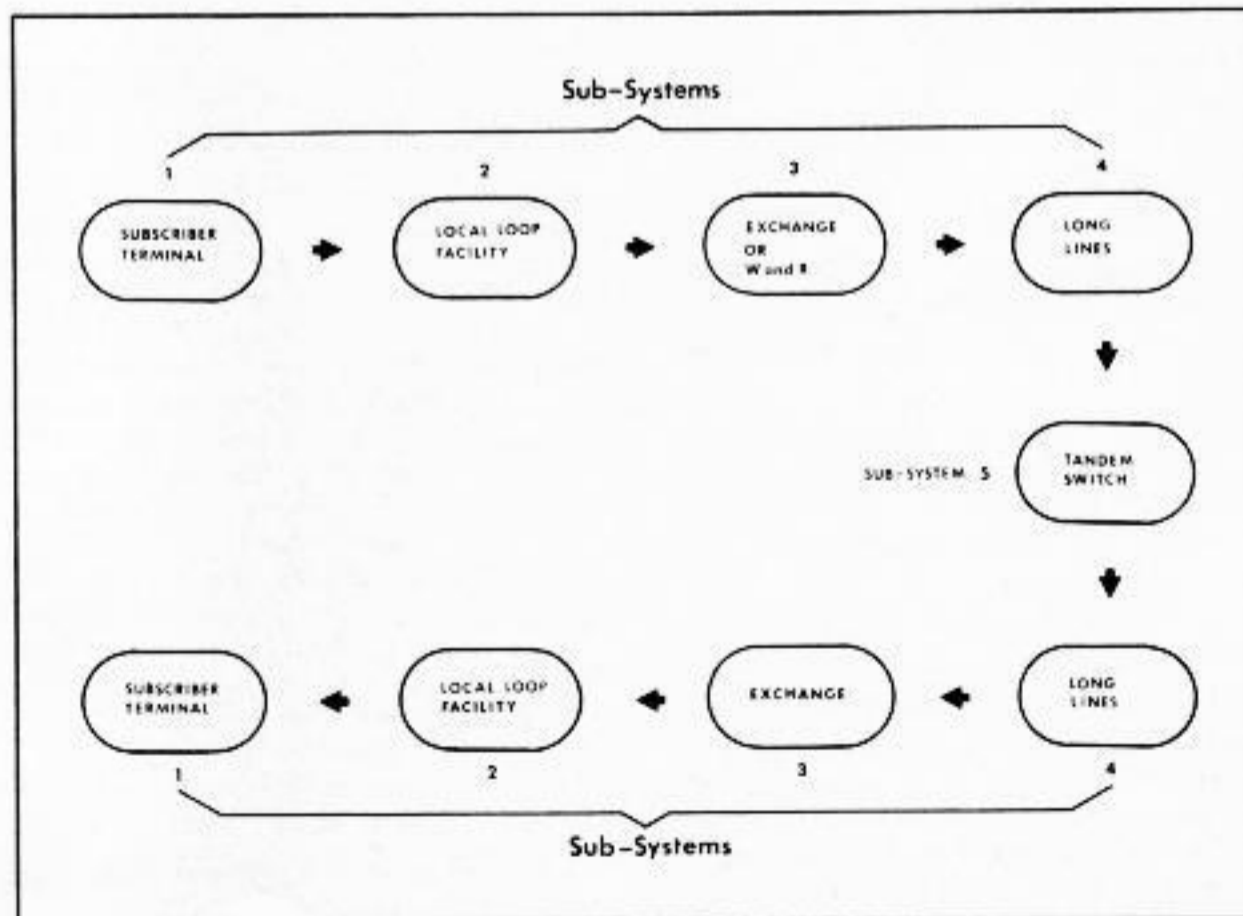 Sub-Systems
1
2
3
4
SUBSCRIBER
TERMINAL
LOCAL LOOP
FACILITY
EXCHANGE
OR
W and R
LONG
LINES
SUB-SYSTEM 5
TANDEM
SWITCH
SUBSCRIBER
TERMINAL
LOCAL LOOP
FACILITY
EXCHANGE
LONG
LINES
1
2
3
4
Sub-Systems